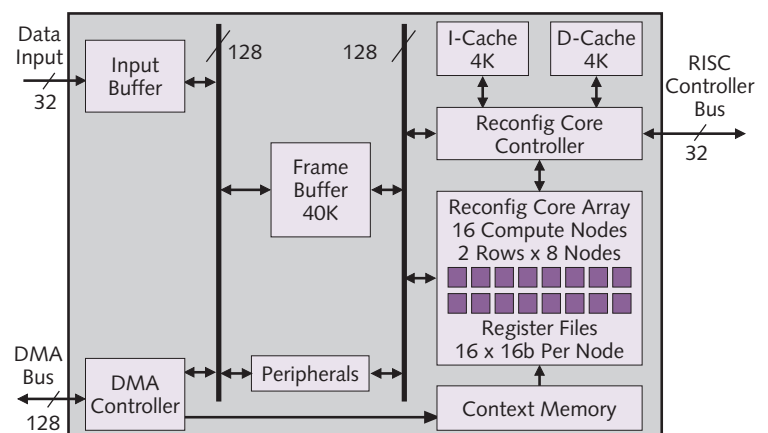 Data
Input
32
Input
Buffer
128
128
I-Cache
4K
D-Cache
4K
RISC
Controller
Bus
32
Reconfig Core
Controller
Frame
Buffer
40K
Reconfig Core Array
16 Compute Nodes
2 Rows x 8 Nodes
Register Files
16 x 16b Per Node
DMA
Bus
128
DMA
Controller
Peripherals
Context Memory